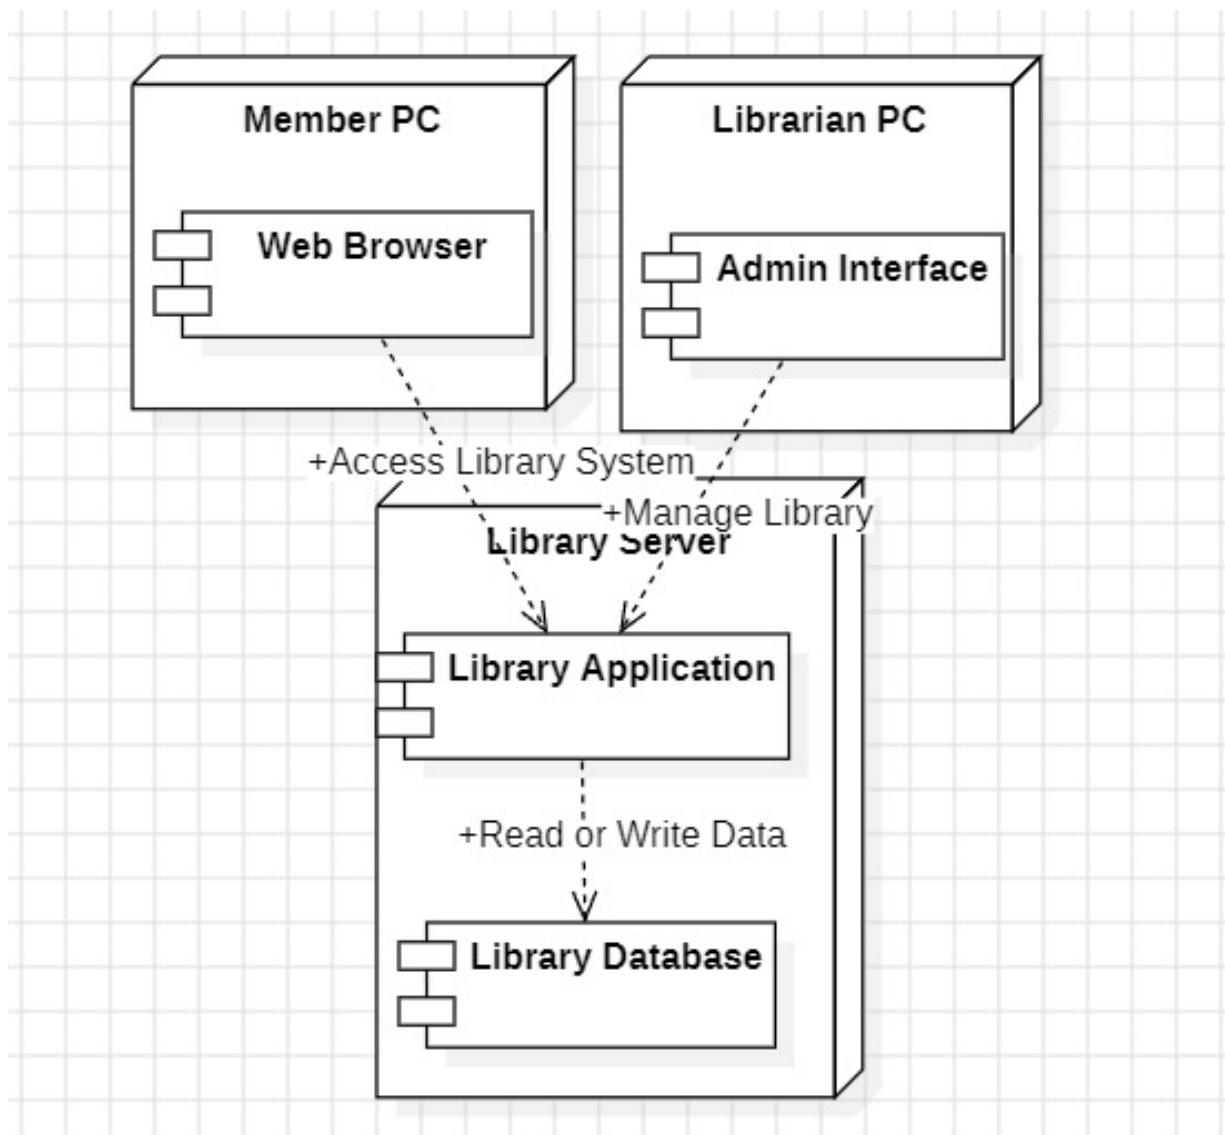 Member PC
Librarian PC
Web Browser
Admin Interface
+Access Library System
+Manage Library
Library Server
Library Application
+Read or Write Data
Library Database